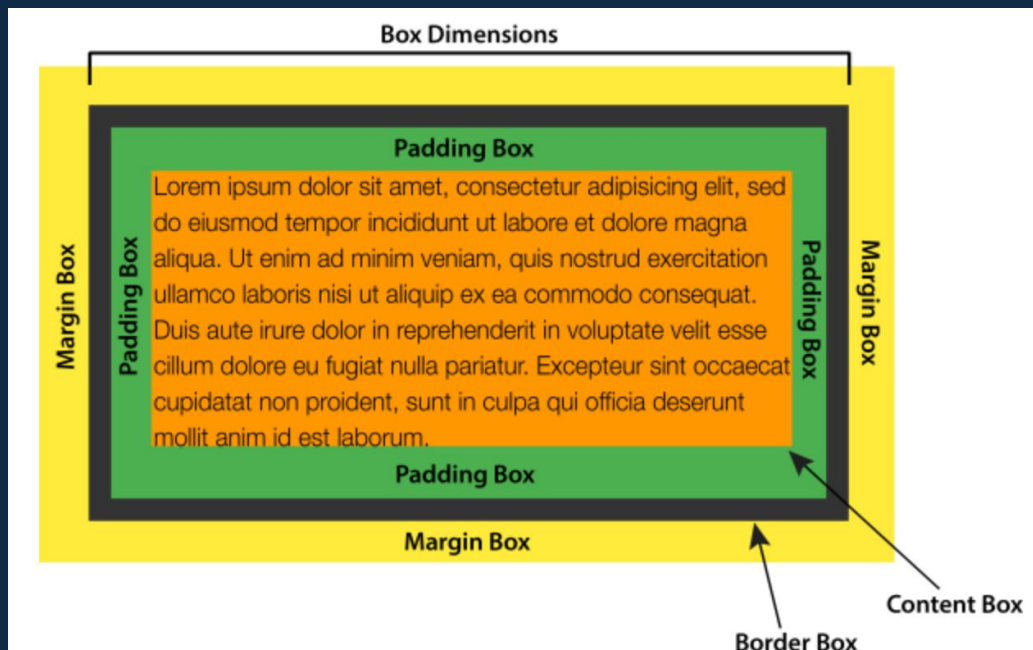 Box Dimensions
Padding Box
Lorem ipsum dolor sit amet, consectetur adipisicing elit, sed
do eiusmod tempor incididunt ut labore et dolore magna
aliqua. Ut enim ad minim veniam, quis nostrud exercitation
ullamco laboris nisi ut aliquip ex ea commodo consequat.
Duis aute irure dolor in reprehenderit in voluptate velit esse
cillum dolore eu fugiat nulla pariatur. Excepteur sint occaecat
cupidatat non proident, sunt in culpa qui officia deserunt
mollit anim id est laborum.
Margin Box
Padding Box
Padding Box
Margin Box
Padding Box
Margin Box
Content Box
Border Box